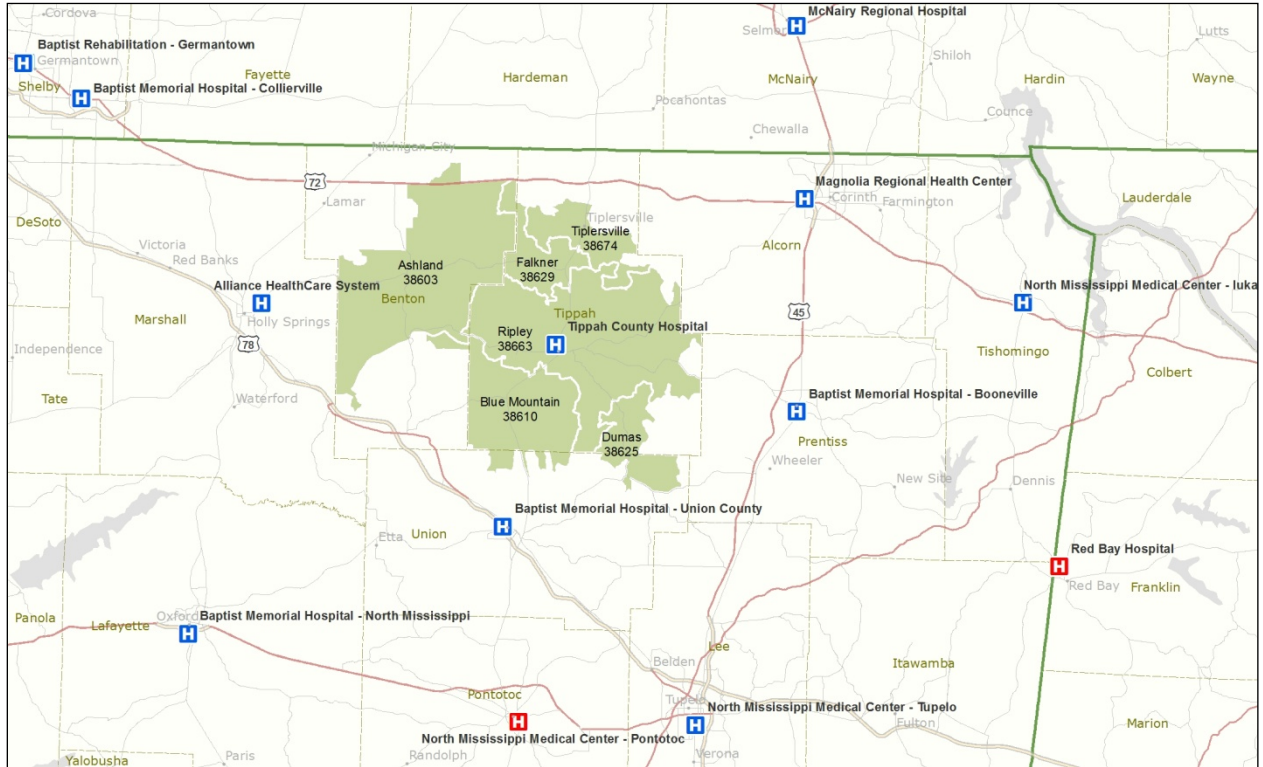 Cordova
McNairy Regional Hospital
Selmer
Lutts
Baptist Rehabilitation - Germantown
Germantown
Shiloh
Fayette
Hardeman
McNairy
Hardin
Wayne
Shelby
Baptist Memorial Hospital - Collierville
Pocahontas
Counce
Chewalla
Michigan City
72
Magnolia Regional Health Center
Lamar
Corinth
Farmington
Lauderdale
DeSoto
Tiplersville
Tiplersville
38674
Victoria
Alcorn
Red Banks
Ashland
38603
Falkner
38629
Alliance HealthCare System
Benton
North Mississippi Medical Center - Iuka
Marshall
Holly Springs
Tippah
45
Ripley
38663
Tippah County Hospital
78
Independence
Tishomingo
Colbert
Tate
Waterford
Blue Mountain
38610
Baptist Memorial Hospital - Booneville
Dumas
38625
Prentiss
Wheeler
New Site
Dennis
Baptist Memorial Hospital - Union County
Etta
Union
Red Bay Hospital
Red Bay
Franklin
Panola
Oxford
Baptist Memorial Hospital - North Mississippi
Lafayette
Lee
Belden
Itawamba
Pontotoc
Tupelo
North Mississippi Medical Center - Tupelo
Fulton
Marion
North Mississippi Medical Center - Pontotoc
Yalobusha
Paris
Randolph
Verona
H
H
H
H
H
H
H
H
H
H
H
H
H